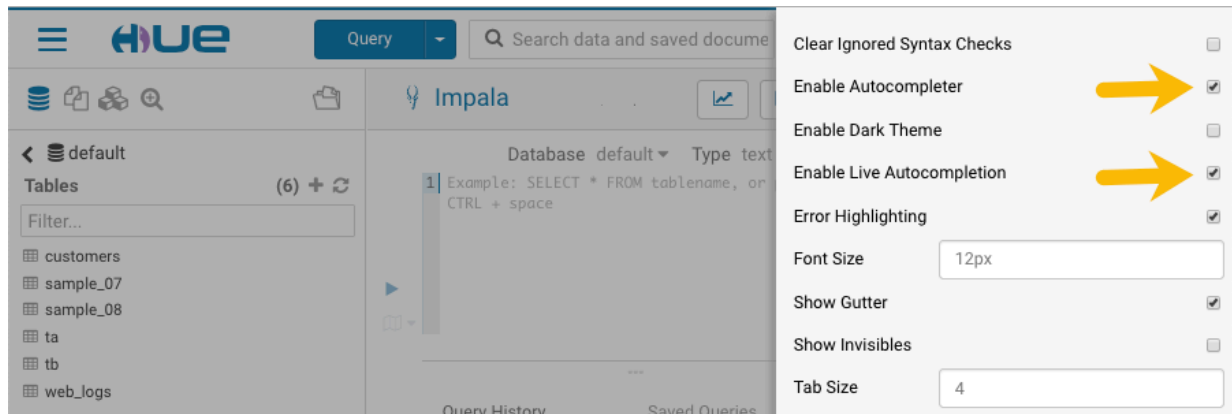 HUE
Query
Search data and saved docume
Impala
default
Database default Type text
Tables (6)
Filter...
1 Example: SELECT * FROM tablename, or
CTRL + space
customers
sample_07
sample_08
ta
tb
web_logs
Query History Saved Queries
Clear Ignored Syntax Checks
Enable Autocompleter
Enable Dark Theme
Enable Live Autocompletion
Error Highlighting
Font Size 12px
Show Gutter
Show Invisibles
Tab Size 4